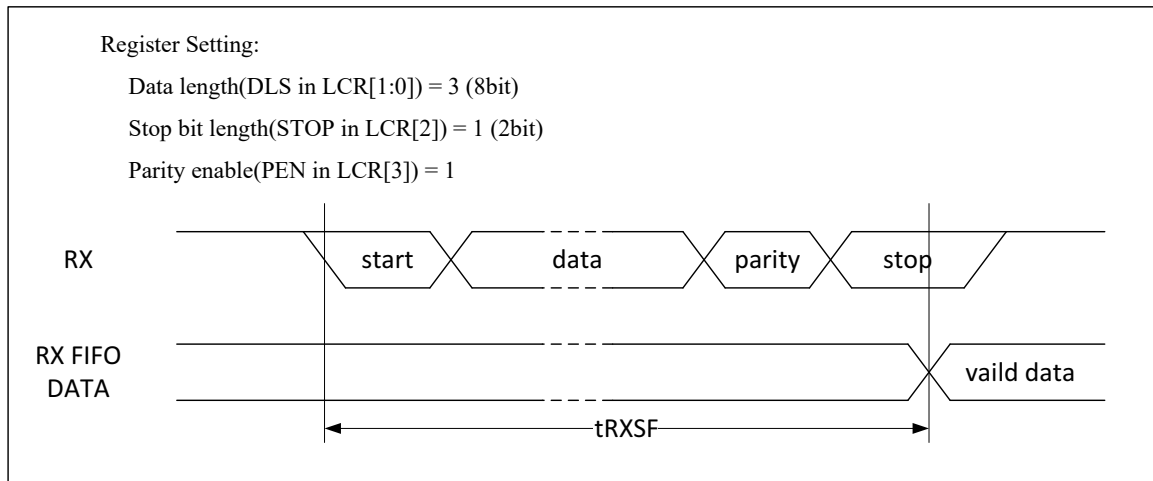 Register Setting:
Data length(DLS in LCR[1:0]) = 3 (8bit)
Stop bit length(STOP in LCR[2]) = 1 (2bit)
Parity enable(PEN in LCR[3]) = 1
RX start data parity stop
RX FIFO
DATA
vaild data
tRXSF